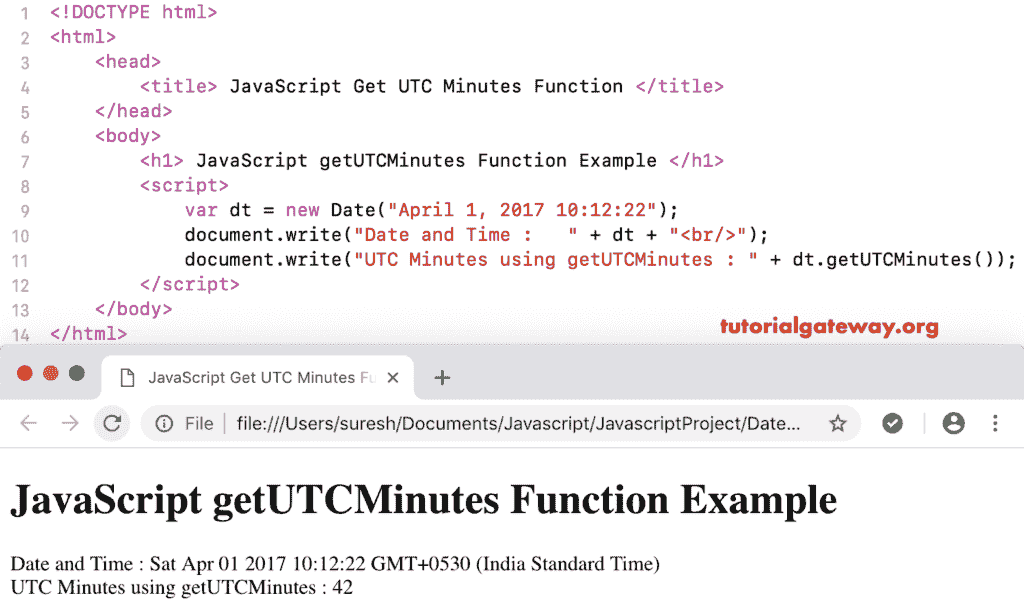 1 <!DOCTYPE html>
2 <html>
3     <head>
4         <title> JavaScript Get UTC Minutes Function </title>
5     </head>
6     <body>
7         <h1> JavaScript getUTCMinutes Function Example </h1>
8         <script>
9             var dt = new Date("April 1, 2017 10:12:22");
10             document.write("Date and Time :   " + dt + "<br/>");
11             document.write("UTC Minutes using getUTCMinutes : " + dt.getUTCMinutes());
12         </script>
13     </body>
14 </html>
tutorialgateway.org
JavaScript Get UTC Minutes Fu
File | file:///Users/suresh/Documents/Javascript/JavascriptProject/Date...
JavaScript getUTCMinutes Function Example
Date and Time : Sat Apr 01 2017 10:12:22 GMT+0530 (India Standard Time)
UTC Minutes using getUTCMinutes : 42